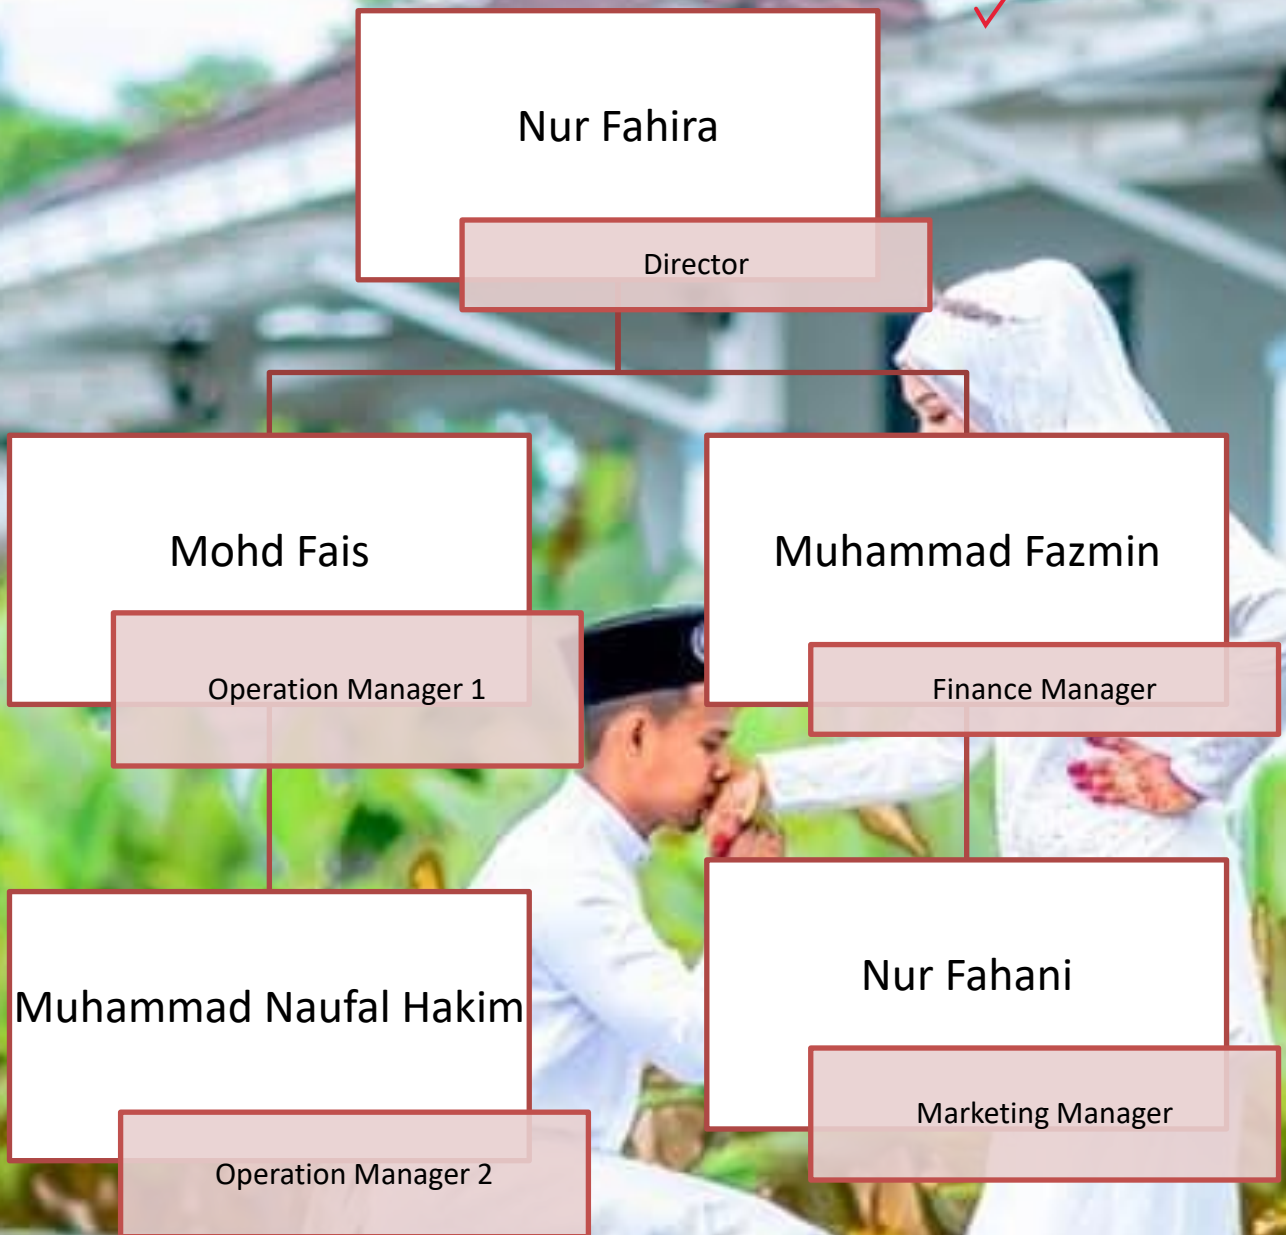 Nur Fahira
Director
Mohd Fais
Operation Manager 1
Muhammad Fazmin
Finance Manager
Muhammad Naufal Hakim
Operation Manager 2
Nur Fahani
Marketing Manager